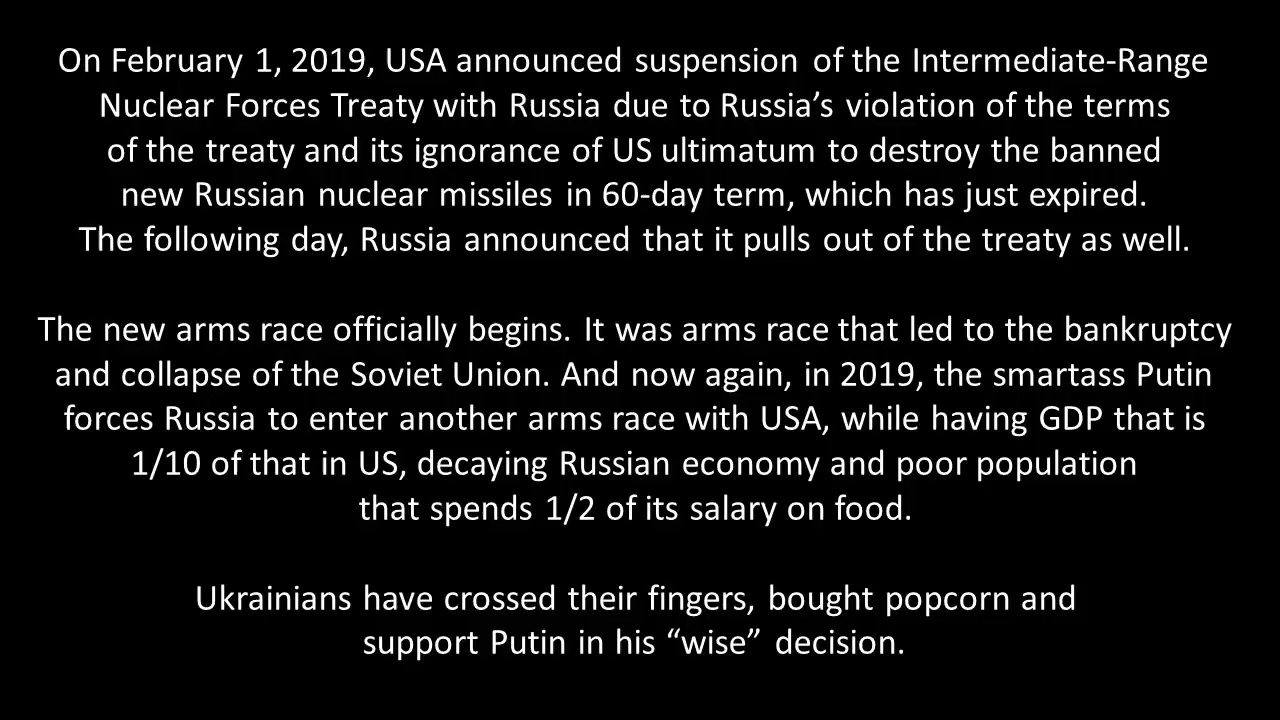 On February 1, 2019, USA announced suspension of the Intermediate-Range
Nuclear Forces Treaty with Russia due to Russia’s violation of the terms
of the treaty and its ignorance of US ultimatum to destroy the banned
new Russian nuclear missiles in 60-day term, which has just expired.
The following day, Russia announced that it pulls out of the treaty as well.
The new arms race officially begins. It was arms race that led to the bankruptcy
and collapse of the Soviet Union. And now again, in 2019, the smartass Putin
forces Russia to enter another arms race with USA, while having GDP that is
1/10 of that in US, decaying Russian economy and poor population
that spends 1/2 of its salary on food.
Ukrainians have crossed their fingers, bought popcorn and
support Putin in his “wise” decision.